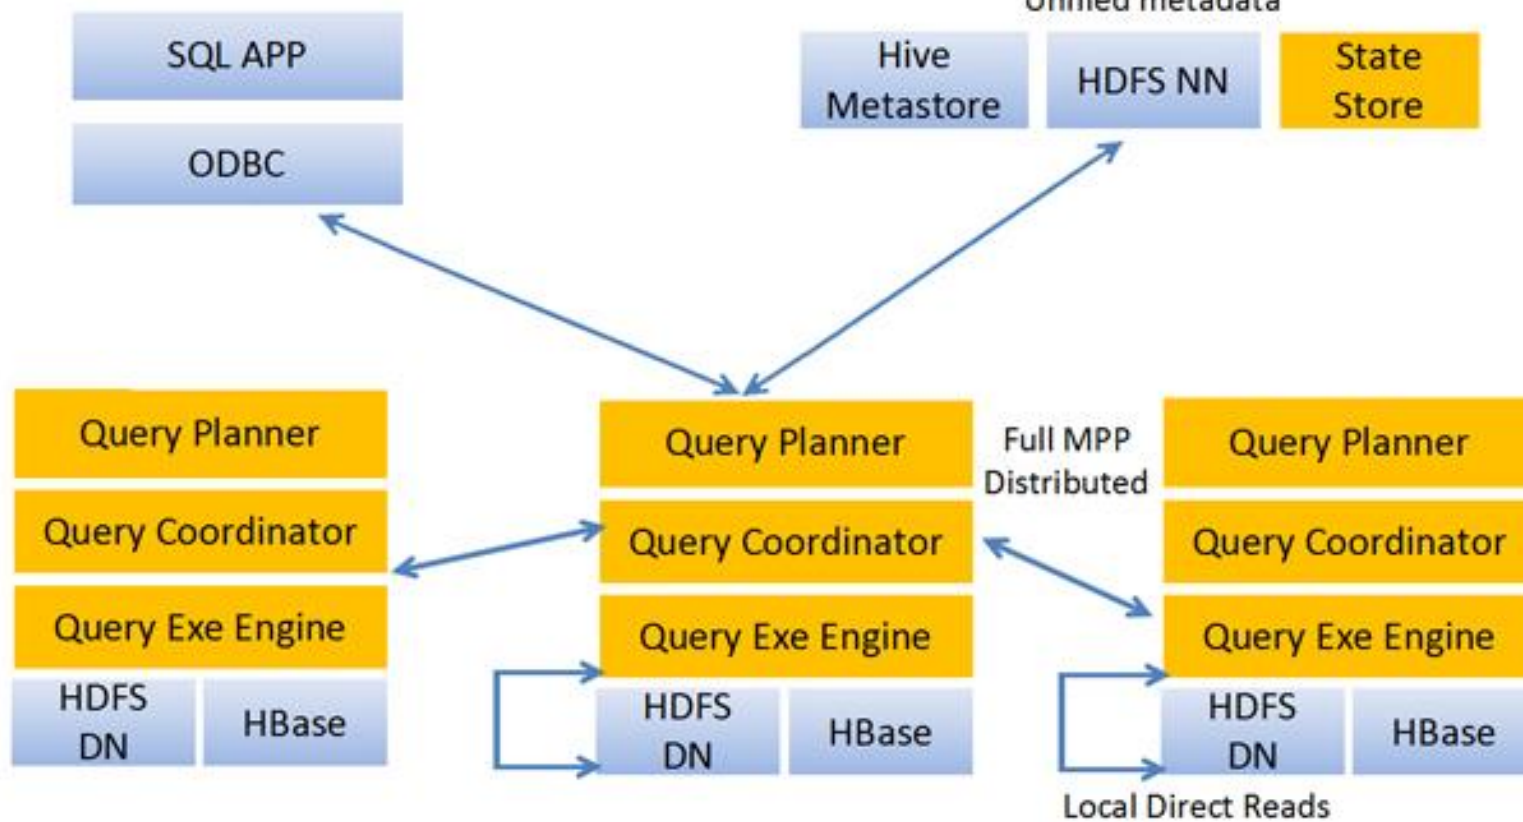 Unified metadata
SQL APP
ODBC
Hive
Metastore
HDFS NN
State
Store
Query Planner
Query Coordinator
Query Exe Engine
HDFS
DN
HBase
Query Planner
Query Coordinator
Query Exe Engine
HDFS
DN
HBase
Full MPP
Distributed
Query Planner
Query Coordinator
Query Exe Engine
HDFS
DN
HBase
Local Direct Reads